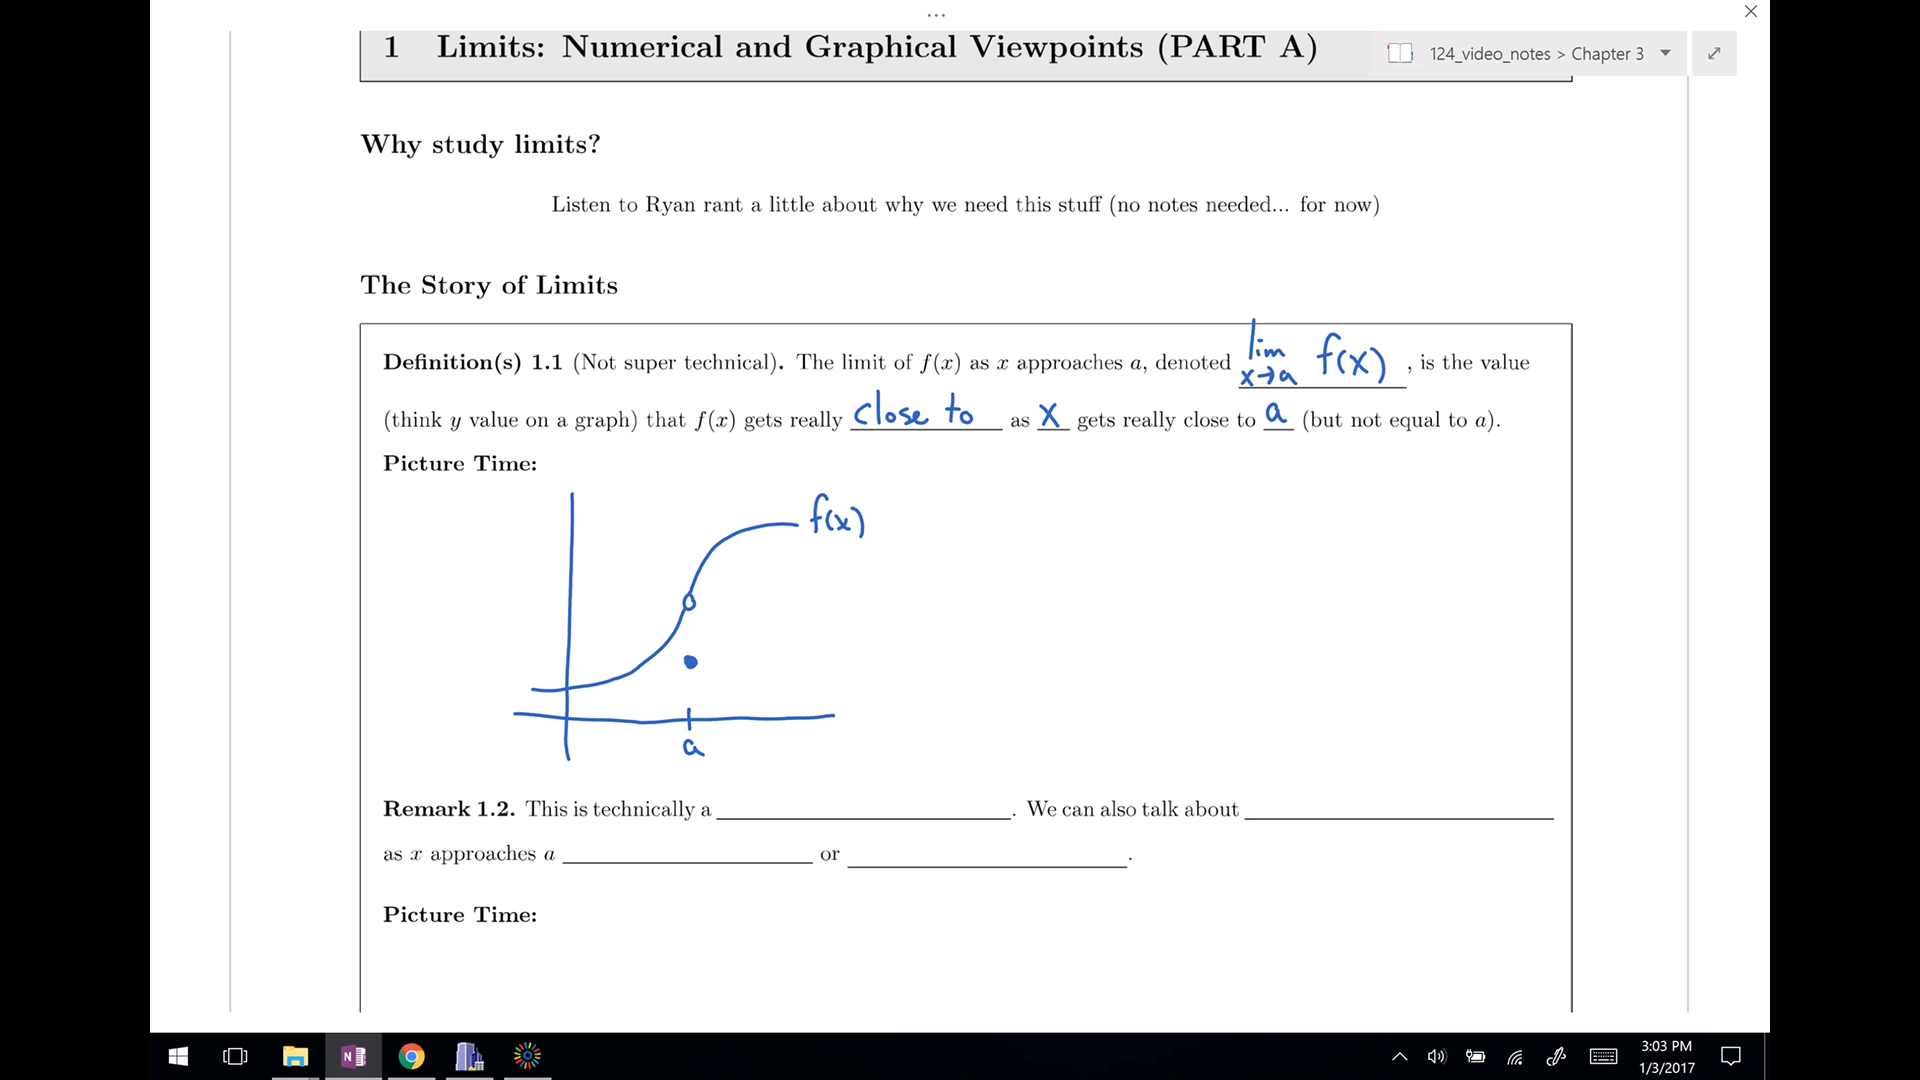 ...
1 Limits: Numerical and Graphical Viewpoints (PART A)
124_video_notes > Chapter 3
Why study limits?
Listen to Ryan rant a little about why we need this stuff (no notes needed... for now)
The Story of Limits
Definition(s) 1.1 (Not super technical). The limit of f(x) as x approaches a, denoted lim x→a f(x), is the value
(think y value on a graph) that f(x) gets really close to as x gets really close to a (but not equal to a).
Picture Time:
f(x)
a
Remark 1.2. This is technically a ____. We can also talk about ____
as x approaches a ____ or ____.
Picture Time:
N
3:03 PM
1/3/2017